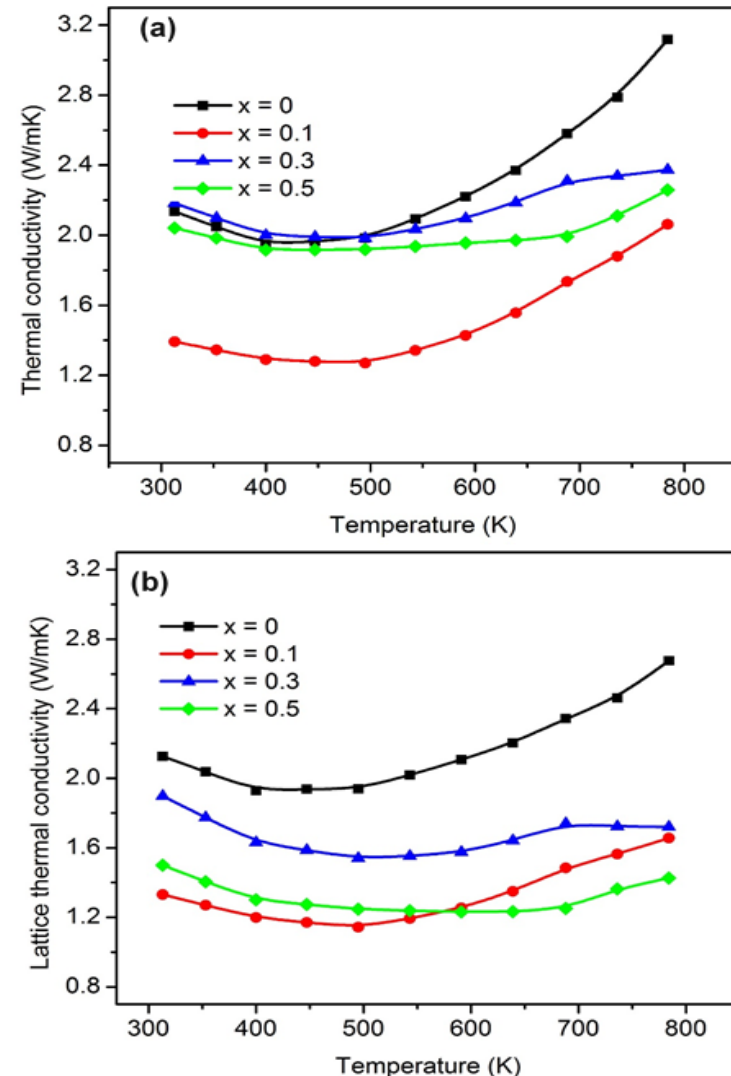 (a)
x = 0
x = 0.1
x = 0.3
x = 0.5
Thermal conductivity (W/mK)
3.2
2.8
2.4
2.0
1.6
1.2
0.8
300 400 500 600 700 800
Temperature (K)
(b)
x = 0
x = 0.1
x = 0.3
x = 0.5
Lattice thermal conductivity (W/mK)
3.2
2.8
2.4
2.0
1.6
1.2
0.8
300 400 500 600 700 800
Temperature (K)